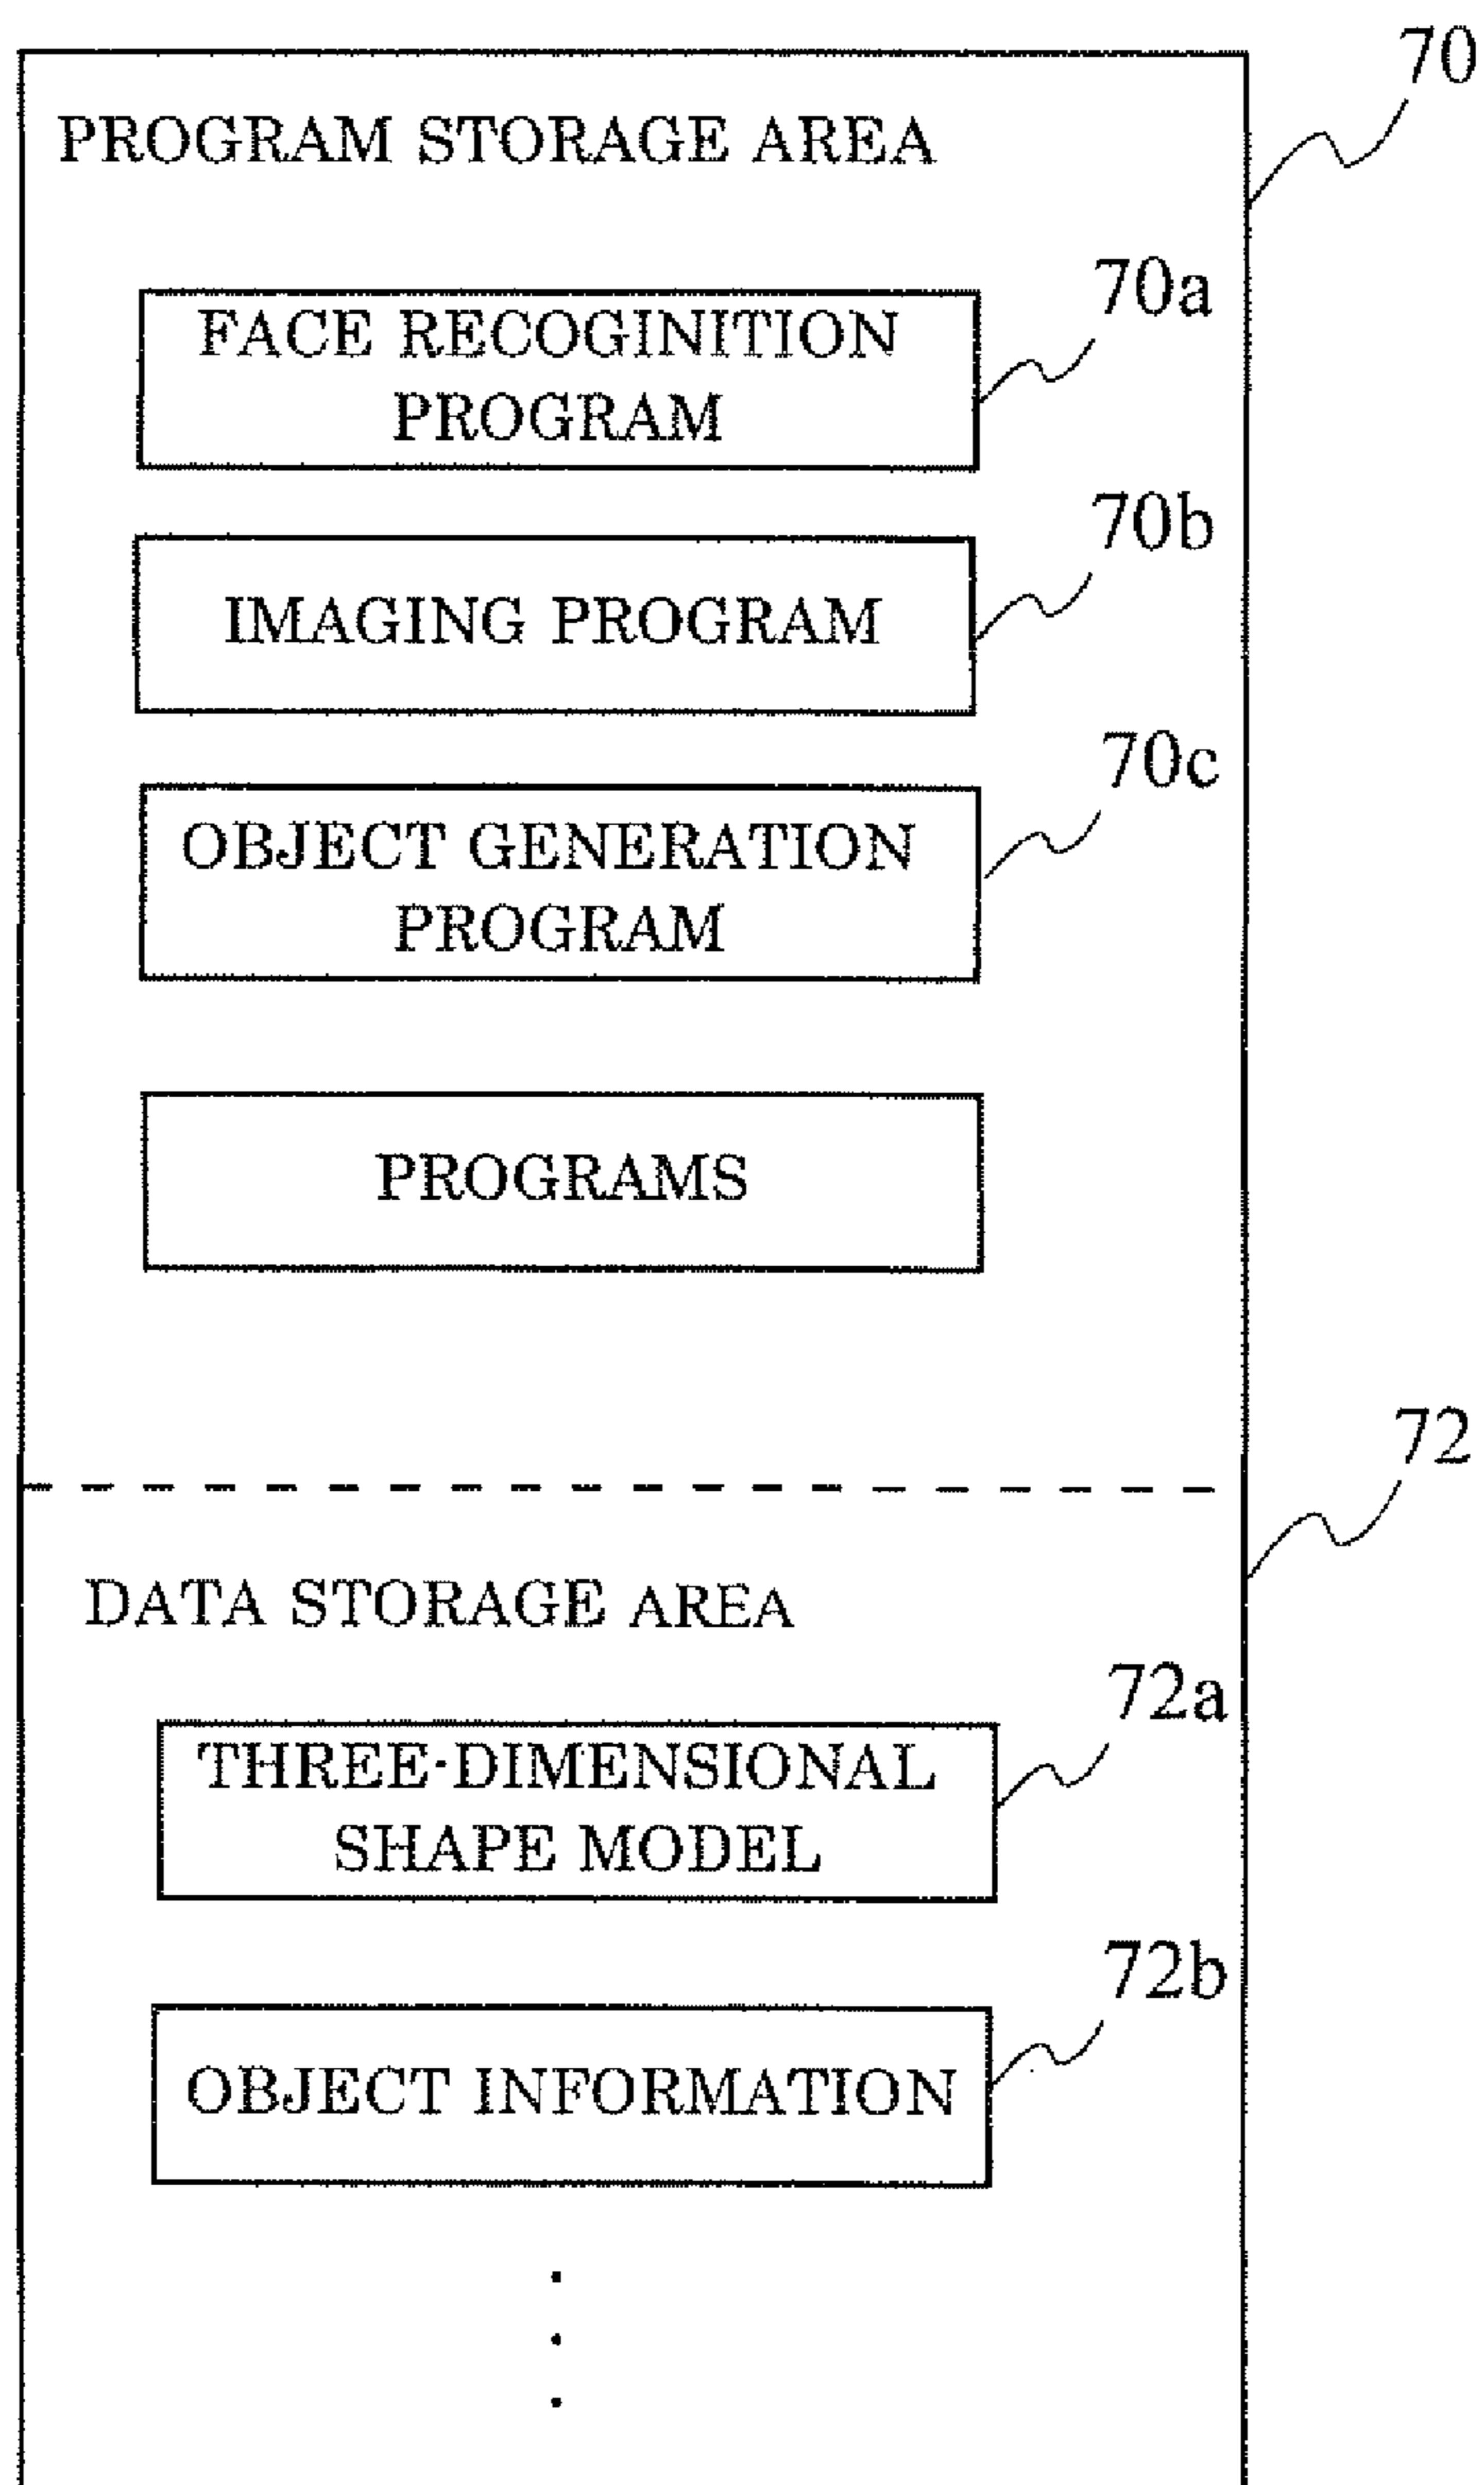 70
PROGRAM STORAGE AREA
70a
FACE RECOGINITION
PROGRAM
70b
IMAGING PROGRAM
70c
OBJECT GENERATION
PROGRAM
PROGRAMS
72
DATA STORAGE AREA
72a
THREE-DIMENSIONAL
SHAPE MODEL
72b
OBJECT INFORMATION